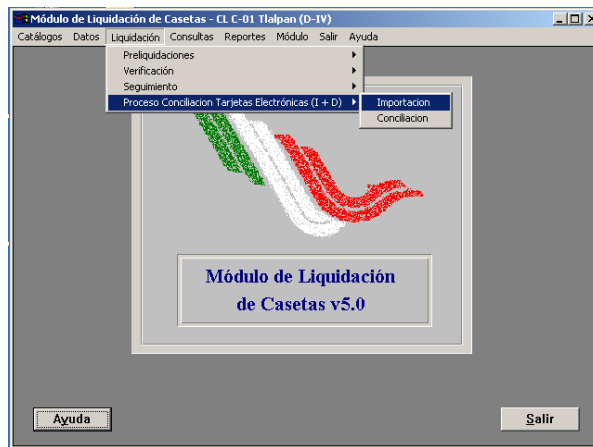 Módulo de Liquidación de Casetas - CL C-01 Tlalpan (D-IV)
Catálogos Datos Liquidación Consultas Reportes Módulo Salir Ayuda
Preliquidaciones
Verificación
Seguimiento
Proceso Conciliacion Tarjetas Electrónicas (I + D) Importacion
Conciliacion
Módulo de Liquidación
de Casetas v5.0
Ayuda Salir